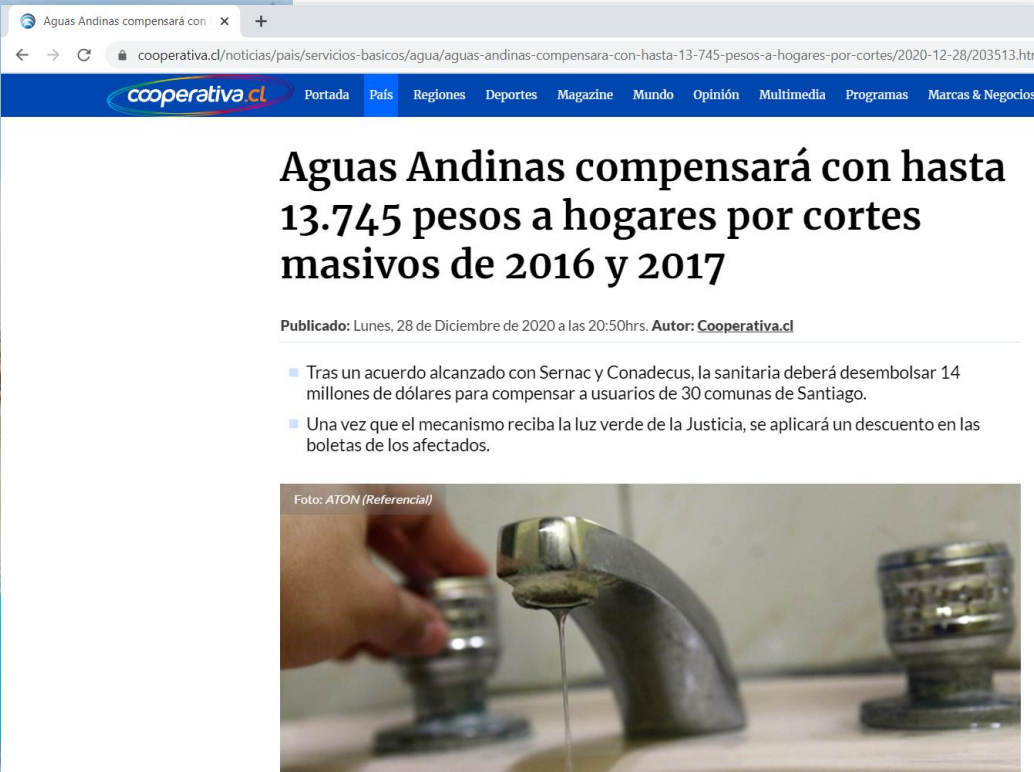 Aguas Andinas compensará con
cooperativa.cl/noticias/pais/servicios-basicos/agua/aguas-andinas-compensara-con-hasta-13-745-pesos-a-hogares-por-cortes/2020-12-28/203513.htm
cooperativa.cl Portada País Regiones Deportes Magazine Mundo Opinión Multimedia Programas Marcas & Negocios
Aguas Andinas compensará con hasta
13.745 pesos a hogares por cortes
masivos de 2016 y 2017
Publicado: Lunes, 28 de Diciembre de 2020 a las 20:50hrs. Autor: Cooperativa.cl
Tras un acuerdo alcanzado con Sernac y Conadecus, la sanitaria deberá desembolsar 14
millones de dólares para compensar a usuarios de 30 comunas de Santiago.
Una vez que el mecanismo reciba la luz verde de la Justicia, se aplicará un descuento en las
boletas de los afectados.
Foto: ATON (Referencial)